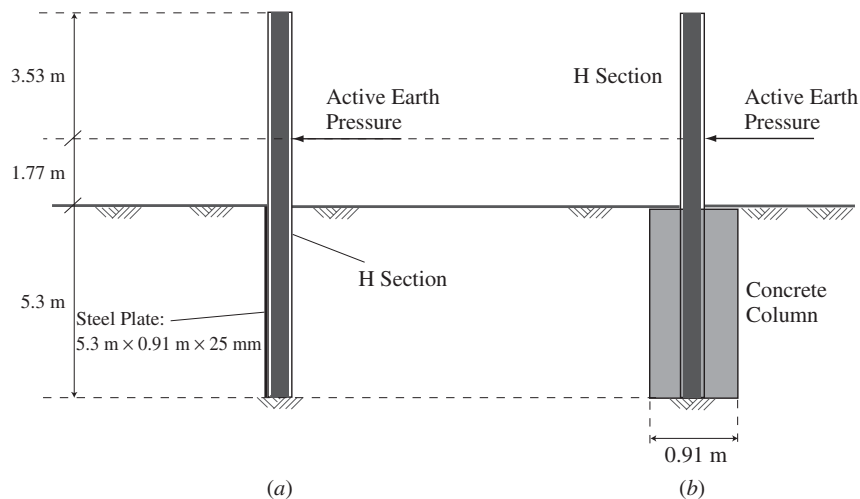 3.53 m
H Section
Active Earth
Pressure
Active Earth
Pressure
1.77 m
H Section
5.3 m
Steel Plate:
5.3 m × 0.91 m × 25 mm
Concrete
Column
0.91 m
(a)
(b)